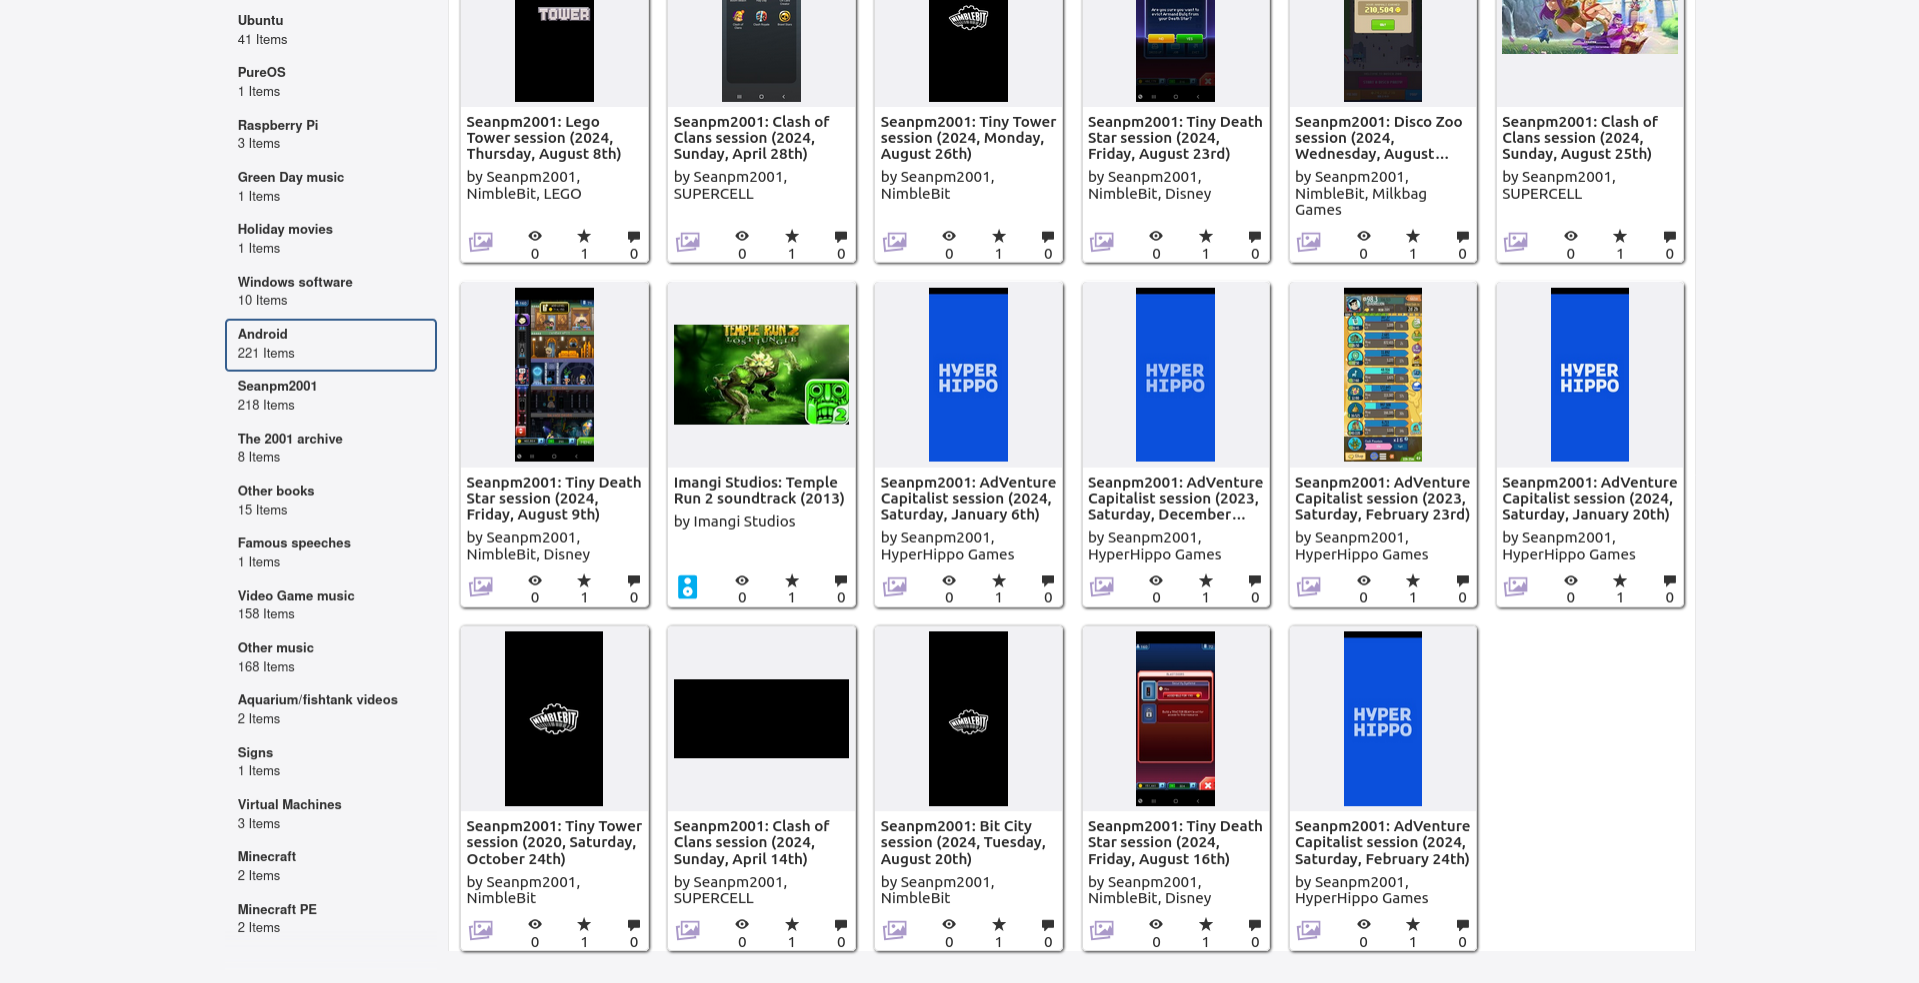 Ubuntu
41 Items
PureOS
1 Items
Raspberry Pi
3 Items
Green Day music
1 Items
Holiday movies
1 Items
Windows software
10 Items
Android
221 Items
Seanpm2001
218 Items
The 2001 archive
8 Items
Other books
15 Items
Famous speeches
1 Items
Video Game music
158 Items
Other music
168 Items
Aquarium/fishtank videos
2 Items
Signs
1 Items
Virtual Machines
3 Items
Minecraft
2 Items
Minecraft PE
2 Items
TOWER
Seanpm2001: Lego
Tower session (2024,
Thursday, August 8th)
by Seanpm2001,
NimbleBit, LEGO
0 1 0
Seanpm2001: Clash of
Clans session (2024,
Sunday, April 28th)
by Seanpm2001,
SUPERCELL
0 1 0
NIMBLEBIT
Seanpm2001: Tiny Tower
session (2024, Monday,
August 26th)
by Seanpm2001,
NimbleBit
0 1 0
Are you sure you want to
evict Armand Bula from
your Death Star?
YES
Seanpm2001: Tiny Death
Star session (2024,
Friday, August 23rd)
by Seanpm2001,
NimbleBit, Disney
0 1 0
210,504
Seanpm2001: Disco Zoo
session (2024,
Wednesday, August...
by Seanpm2001,
NimbleBit, Milkbag
Games
0 1 0
Seanpm2001: Clash of
Clans session (2024,
Sunday, August 25th)
by Seanpm2001,
SUPERCELL
0 1 0
Seanpm2001: Tiny Death
Star session (2024,
Friday, August 9th)
by Seanpm2001,
NimbleBit, Disney
0 1 0
TEMPLE RUN 2
LOST JUNGLE
2
Imangi Studios: Temple
Run 2 soundtrack (2013)
by Imangi Studios
0 1 0
HYPER
HIPPO
Seanpm2001: AdVenture
Capitalist session (2024,
Saturday, January 6th)
by Seanpm2001,
HyperHippo Games
0 1 0
HYPER
HIPPO
Seanpm2001: AdVenture
Capitalist session (2023,
Saturday, December...
by Seanpm2001,
HyperHippo Games
0 1 0
Seanpm2001: AdVenture
Capitalist session (2023,
Saturday, February 23rd)
by Seanpm2001,
HyperHippo Games
0 1 0
HYPER
HIPPO
Seanpm2001: AdVenture
Capitalist session (2024,
Saturday, January 20th)
by Seanpm2001,
HyperHippo Games
0 1 0
NIMBLEBIT
Seanpm2001: Tiny Tower
session (2020, Saturday,
October 24th)
by Seanpm2001,
NimbleBit
0 1 0
Seanpm2001: Clash of
Clans session (2024,
Sunday, April 14th)
by Seanpm2001,
SUPERCELL
0 1 0
NIMBLEBIT
Seanpm2001: Bit City
session (2024, Tuesday,
August 20th)
by Seanpm2001,
NimbleBit
0 1 0
Seanpm2001: Tiny Death
Star session (2024,
Friday, August 16th)
by Seanpm2001,
NimbleBit, Disney
0 1 0
HYPER
HIPPO
Seanpm2001: AdVenture
Capitalist session (2024,
Saturday, February 24th)
by Seanpm2001,
HyperHippo Games
0 1 0